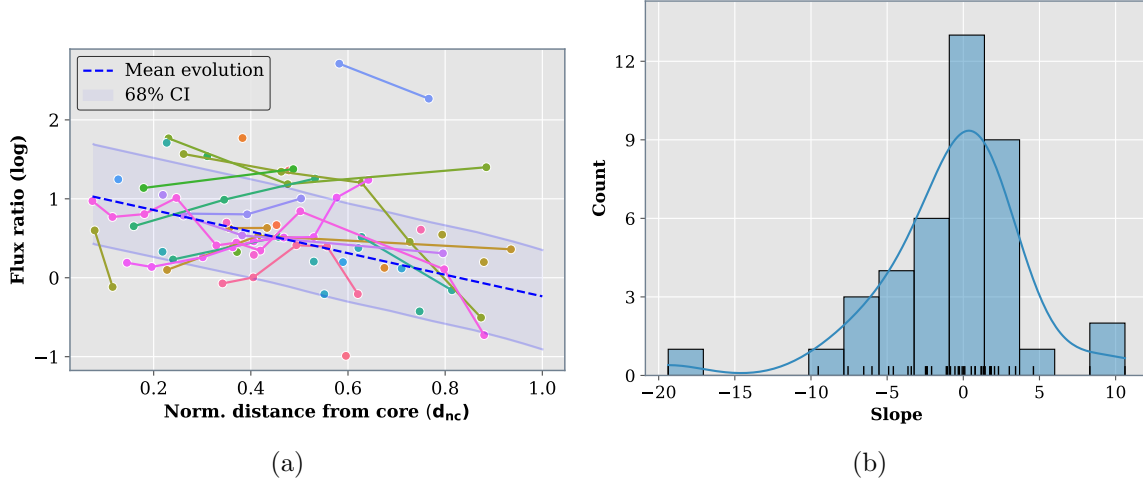 Mean evolution
68% CI
Flux ratio (log)
2
1
0
−1
0.2 0.4 0.6 0.8 1.0
Norm. distance from core (d_nc)
(a)
Count
12
9
6
3
0
−20 −15 −10 −5 0 5 10
Slope
(b)